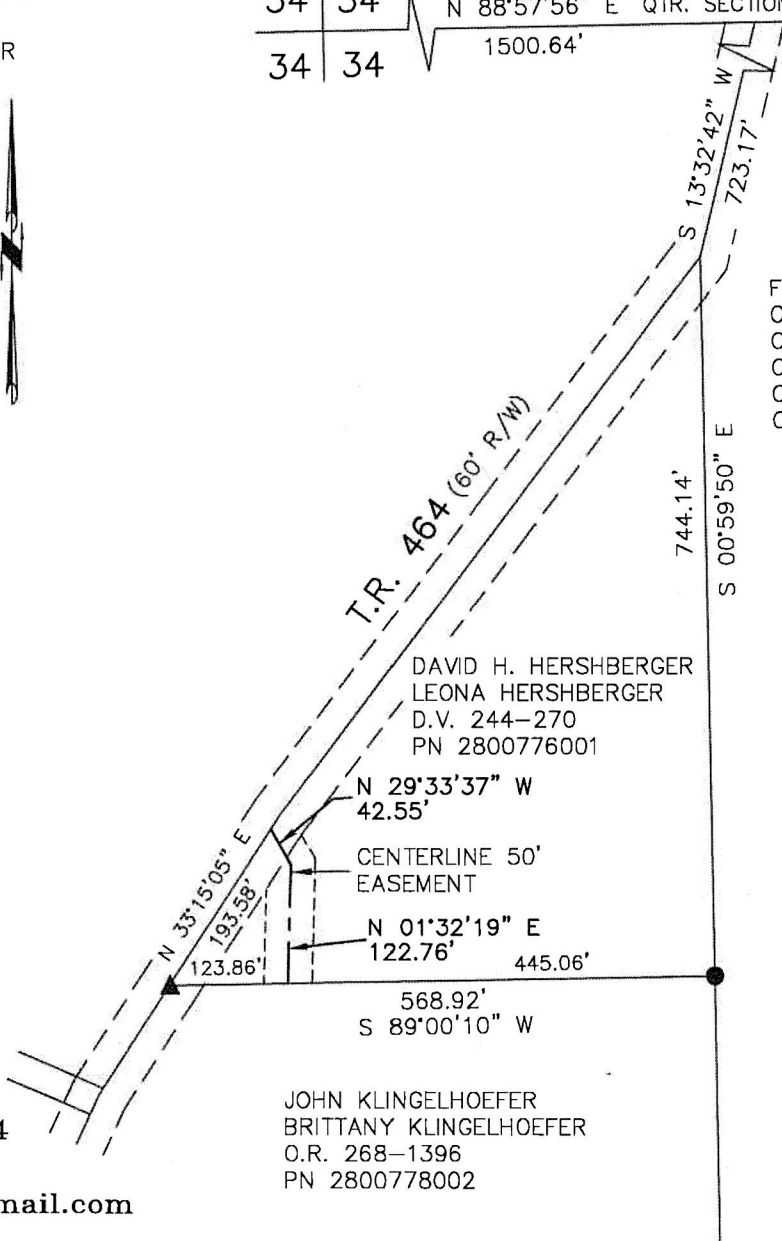 R
34 34
N 88°57'56" E QTR. SECTION
1500.64'
34 34
S 13°32'42" W
723.17'
T.R. 464 (60' R/W)
744.14'
S 00°59'50" E
DAVID H. HERSHBERGER
LEONA HERSHBERGER
D.V. 244-270
PN 2800776001
N 29°33'37" W
42.55'
CENTERLINE 50'
EASEMENT
N 33°15'05" E
193.58'
N 01°32'19" E
122.76'
123.86'
445.06'
568.92'
S 89°00'10" W
JOHN KLINGELHOEFER
BRITTANY KLINGELHOEFER
O.R. 268-1396
PN 2800778002
4
mail.com